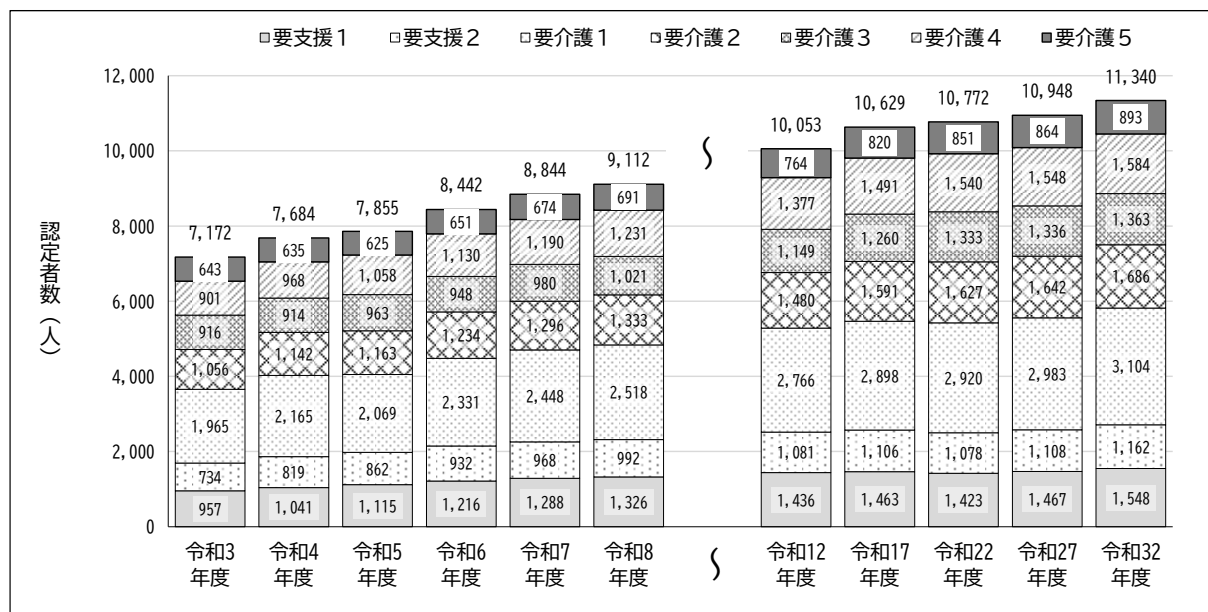 要支援1 要支援2 要介護1 要介護2 要介護3 要介護4 要介護5
認定者数（人）
12,000
10,000
8,000
6,000
4,000
2,000
0
7,172 7,684 7,855 8,442 8,844 9,112 10,053 10,629 10,772 10,948 11,340
643 635 625 651 674 691 764 820 851 864 893
901 968 1,058 1,130 1,190 1,231 1,377 1,491 1,540 1,548 1,584
916 914 963 948 980 1,021 1,149 1,260 1,333 1,336 1,363
1,056 1,142 1,163 1,234 1,296 1,333 1,480 1,591 1,627 1,642 1,686
1,965 2,165 2,069 2,331 2,448 2,518 2,766 2,898 2,920 2,983 3,104
734 819 862 932 968 992 1,081 1,106 1,078 1,108 1,162
957 1,041 1,115 1,216 1,288 1,326 1,436 1,463 1,423 1,467 1,548
令和3 令和4 令和5 令和6 令和7 令和8 令和12 令和17 令和22 令和27 令和32
年度 年度 年度 年度 年度 年度 年度 年度 年度 年度 年度